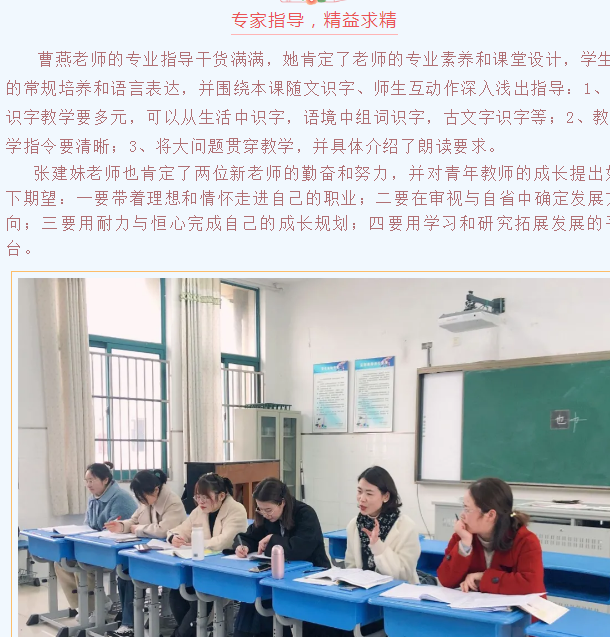 专家指导，精益求精
曹燕老师的专业指导干货满满，她肯定了老师的专业素养和课堂设计，学生
的常规培养和语言表达，并围绕本课随文识字、师生互动作深入浅出指导：1、
识字教学要多元，可以从生活中识字，语境中组词识字，古文字识字等；2、教
学指令要清晰；3、将大问题贯穿教学，并具体介绍了朗读要求。
张建妹老师也肯定了两位新老师的勤奋和努力，并对青年教师的成长提出如
下期望：一要带着理想和情怀走进自己的职业；二要在审视与自省中确定发展方
向；三要用耐力与恒心完成自己的成长规划；四要用学习和研究拓展发展的平
台。